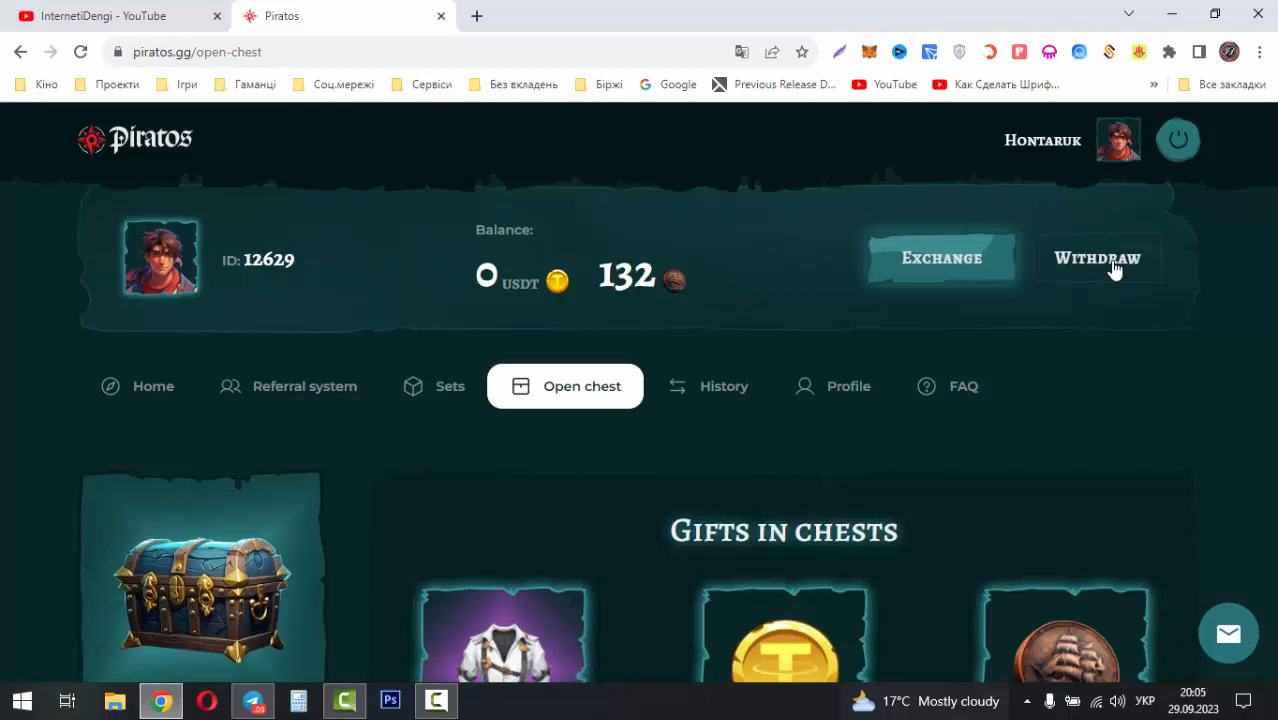 InternetiDengi - YouTube
Piratos
piratos.gg/open-chest
Кіно
Проекти
Ігри
Гаманці
Соц.мережі
Сервіси
Без вкладень
Біржі
Google
Previous Release D...
YouTube
Как Сделать Шриф...
»
Все закладки
Piratos
Hontaruk
ID: 12629
Balance:
0 USDT
132
Exchange
Withdraw
Home
Referral system
Sets
Open chest
History
Profile
FAQ
Gifts in chests
17°C Mostly cloudy
УКР
20:05
29.09.2023